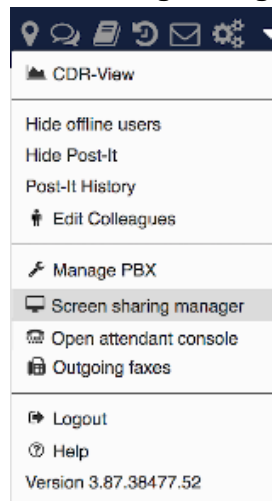 CDR-View
Hide offline users
Hide Post-It
Post-It History
Edit Colleagues
Manage PBX
Screen sharing manager
Open attendant console
Outgoing faxes
Logout
Help
Version 3.87.38477.52